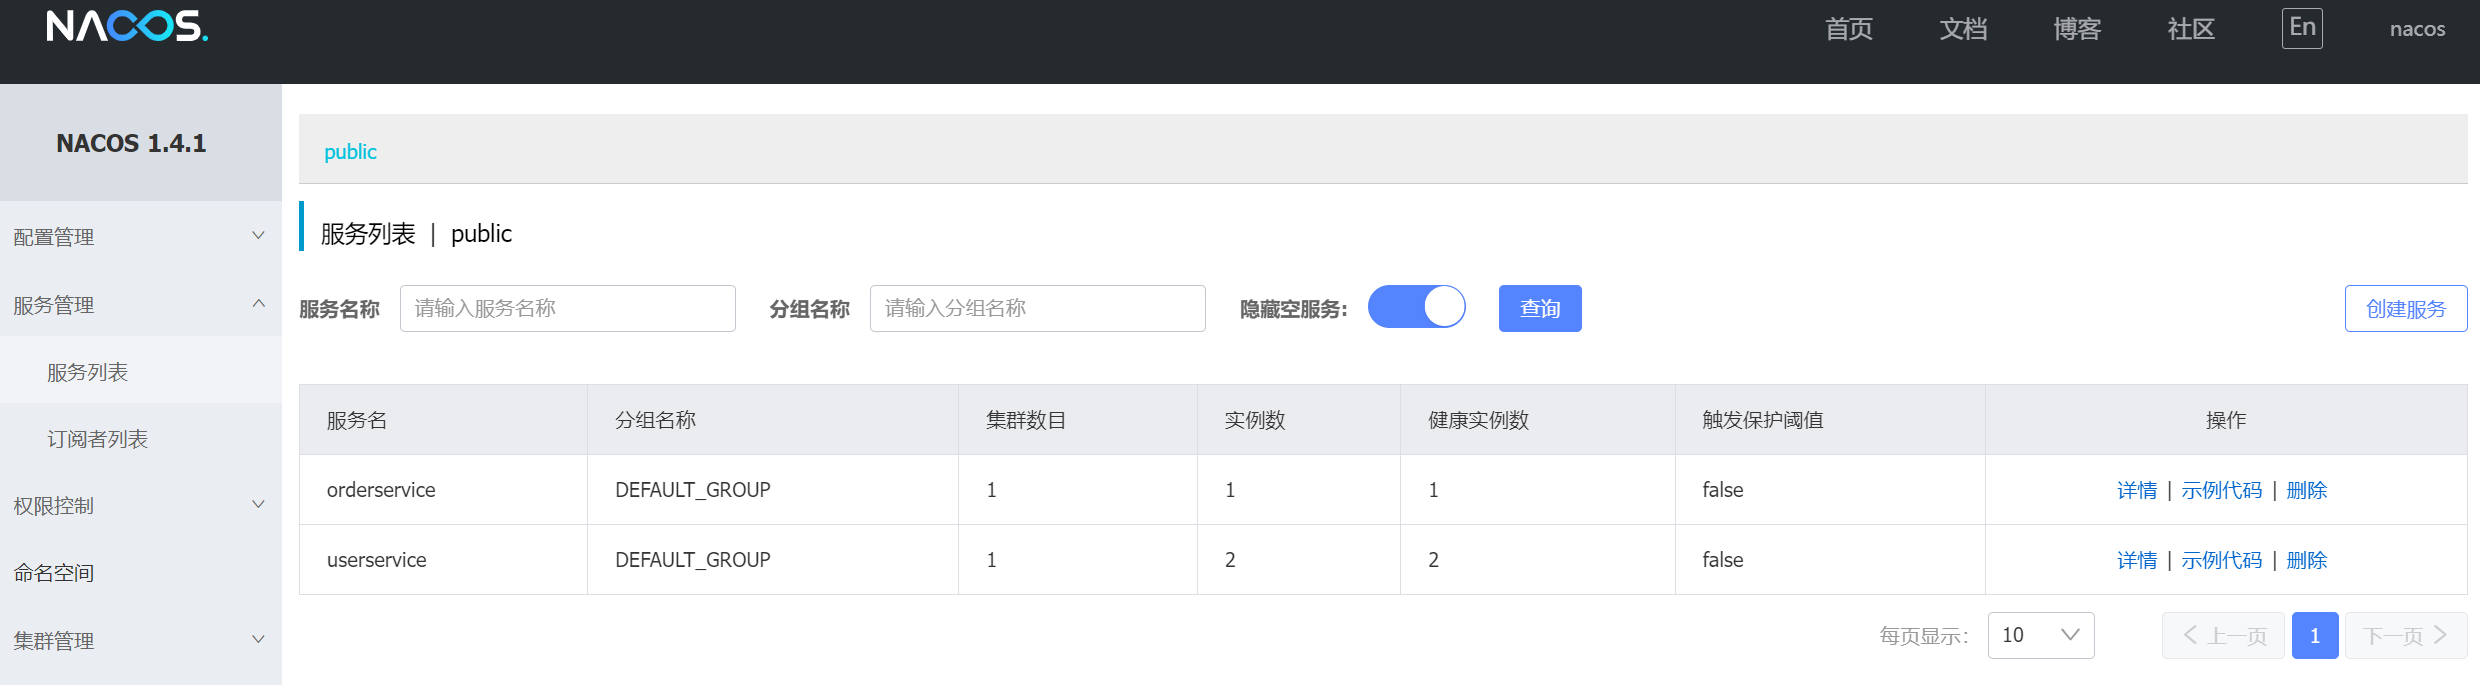 NACOS.
首页 文档 博客 社区 En nacos
NACOS 1.4.1
配置管理
服务管理
服务列表
订阅者列表
权限控制
命名空间
集群管理
public
服务列表 | public
服务名称 请输入服务名称 分组名称 请输入分组名称 隐藏空服务: 查询 创建服务
服务名 分组名称 集群数目 实例数 健康实例数 触发保护阈值 操作
orderservice DEFAULT_GROUP 1 1 1 false 详情 | 示例代码 | 删除
userservice DEFAULT_GROUP 1 2 2 false 详情 | 示例代码 | 删除
每页显示: 10 上一页 1 下一页